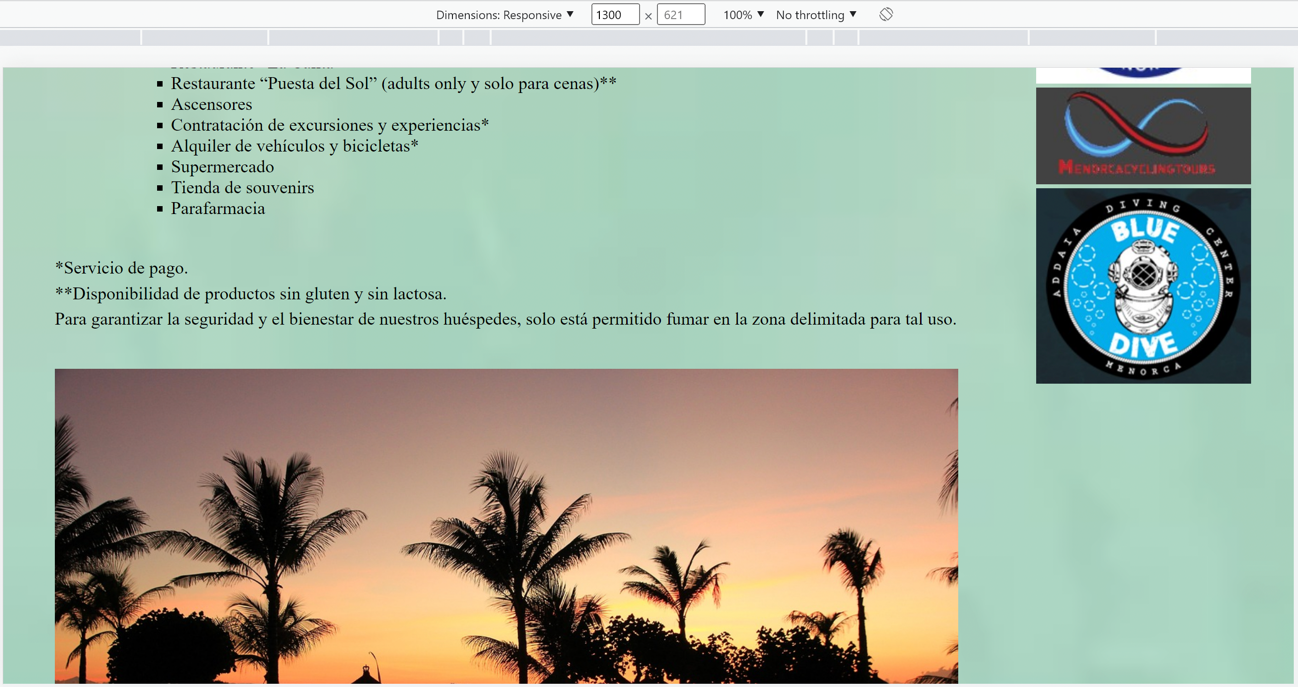 Dimensions: Responsive ▼ 1300 × 621 100% ▼ No throttling ▼
▪ Restaurante “Puesta del Sol” (adults only y solo para cenas)**
▪ Ascensores
▪ Contratación de excursiones y experiencias*
▪ Alquiler de vehículos y bicicletas*
▪ Supermercado
▪ Tienda de souvenirs
▪ Parafarmacia
*Servicio de pago.
**Disponibilidad de productos sin gluten y sin lactosa.
Para garantizar la seguridad y el bienestar de nuestros huéspedes, solo está permitido fumar en la zona delimitada para tal uso.
MENORCACYCLINGTOURS
ADDAIA DIVING CENTER
BLUE
DIVE
MENORCA